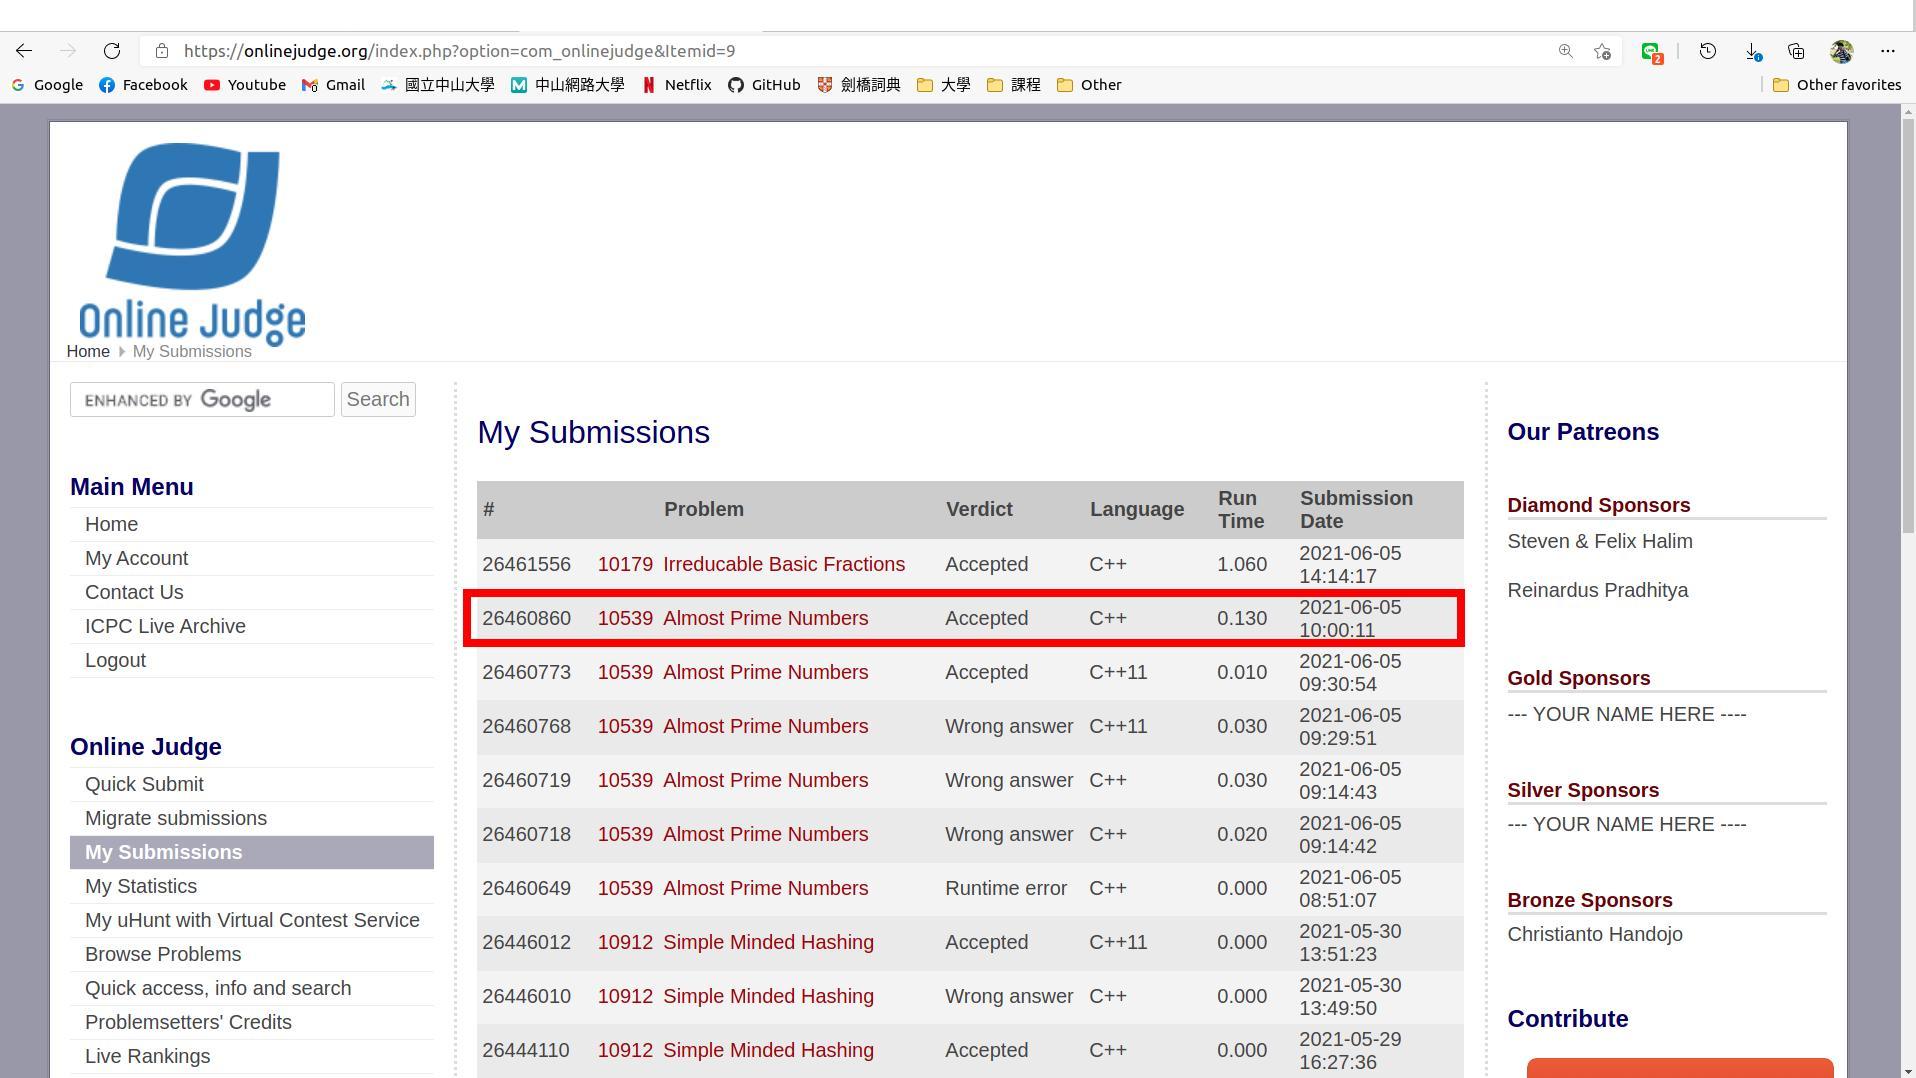 https://onlinejudge.org/index.php?option=com_onlinejudge&Itemid=9
2
Google Facebook Youtube Gmail 國立中山大學 中山網路大學 Netflix GitHub 劍橋詞典 大學 課程 Other Other favorites
Online Judge
Home My Submissions
ENHANCED BY Google Search
Main Menu
Home
My Account
Contact Us
ICPC Live Archive
Logout
Online Judge
Quick Submit
Migrate submissions
My Submissions
My Statistics
My uHunt with Virtual Contest Service
Browse Problems
Quick access, info and search
Problemsetters' Credits
Live Rankings
My Submissions
# Problem Verdict Language Run Time Submission Date
26461556 10179 Irreducable Basic Fractions Accepted C++ 1.060 2021-06-05 14:14:17
26460860 10539 Almost Prime Numbers Accepted C++ 0.130 2021-06-05 10:00:11
26460773 10539 Almost Prime Numbers Accepted C++11 0.010 2021-06-05 09:30:54
26460768 10539 Almost Prime Numbers Wrong answer C++11 0.030 2021-06-05 09:29:51
26460719 10539 Almost Prime Numbers Wrong answer C++ 0.030 2021-06-05 09:14:43
26460718 10539 Almost Prime Numbers Wrong answer C++ 0.020 2021-06-05 09:14:42
26460649 10539 Almost Prime Numbers Runtime error C++ 0.000 2021-06-05 08:51:07
26446012 10912 Simple Minded Hashing Accepted C++11 0.000 2021-05-30 13:51:23
26446010 10912 Simple Minded Hashing Wrong answer C++ 0.000 2021-05-30 13:49:50
26444110 10912 Simple Minded Hashing Accepted C++ 0.000 2021-05-29 16:27:36
Our Patreons
Diamond Sponsors
Steven & Felix Halim
Reinardus Pradhitya
Gold Sponsors
--- YOUR NAME HERE ----
Silver Sponsors
--- YOUR NAME HERE ----
Bronze Sponsors
Christianto Handojo
Contribute